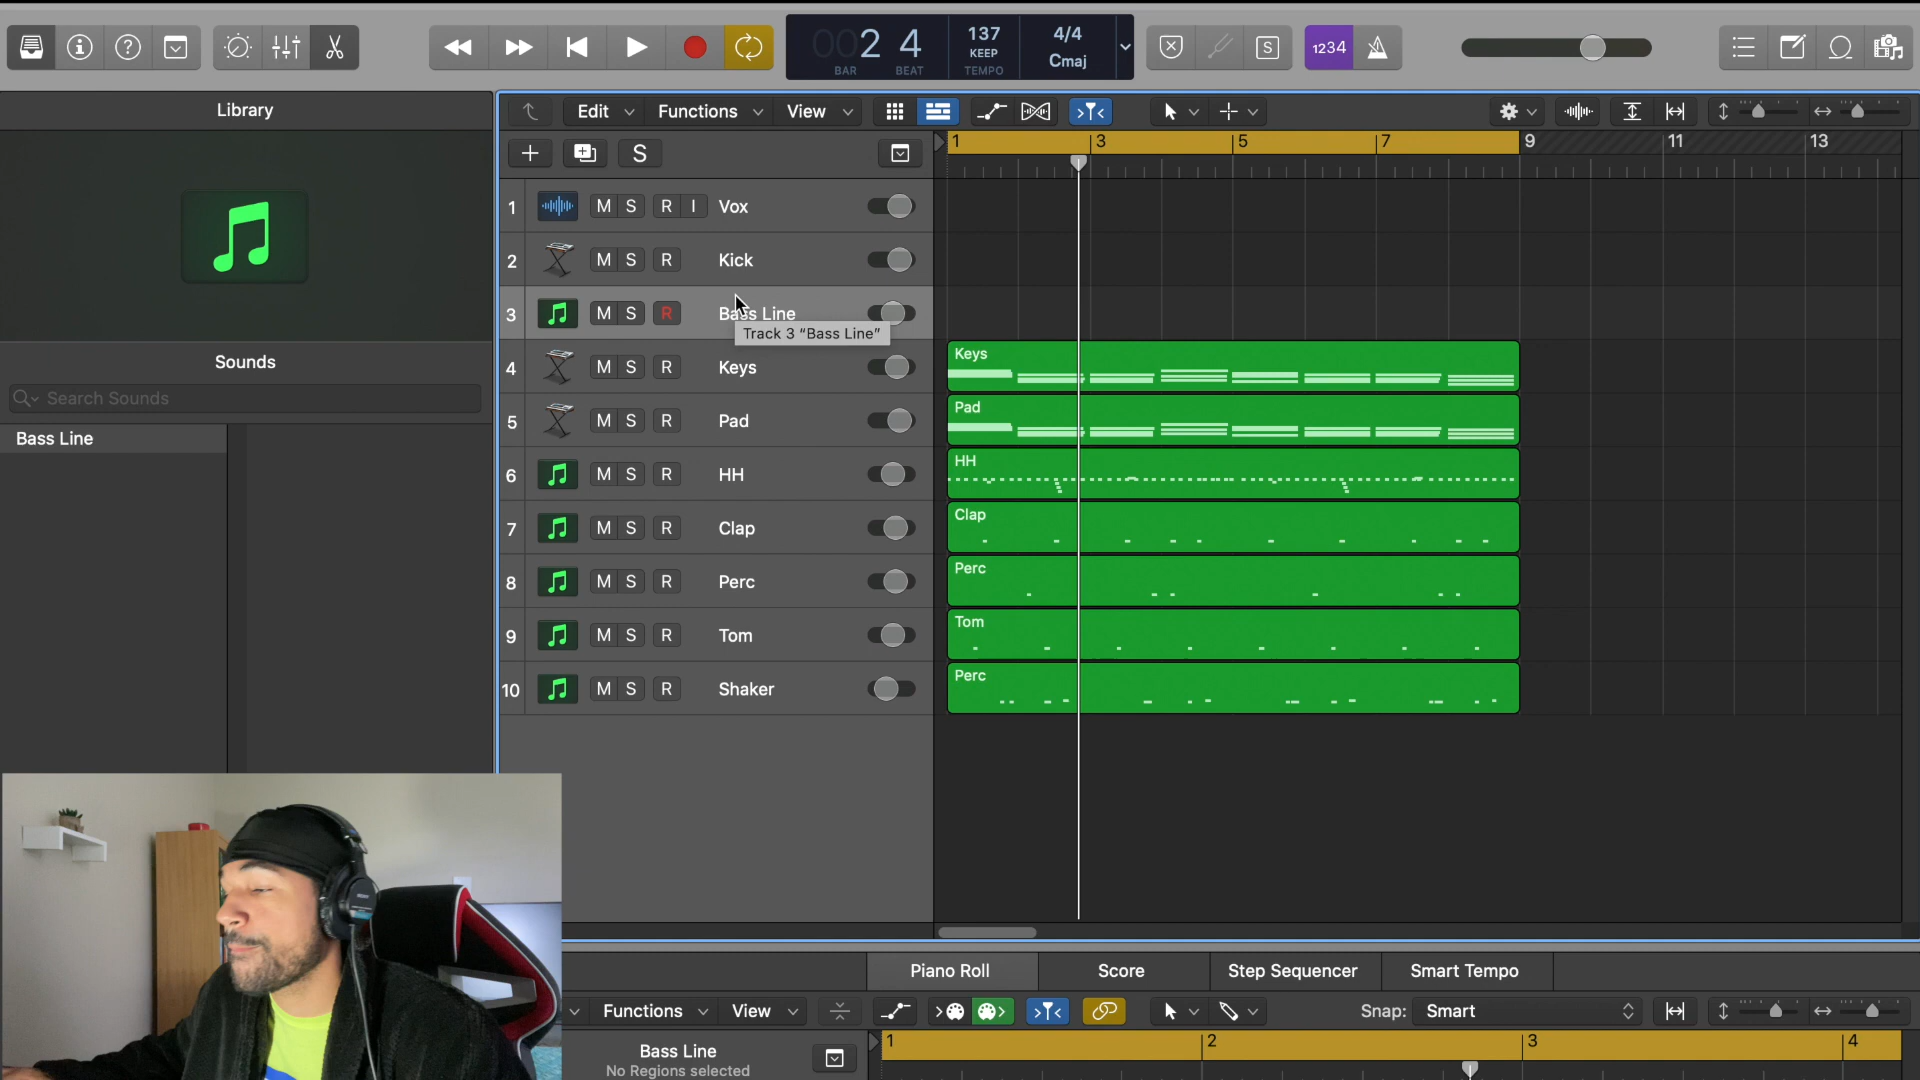 S
1234
00 2 4
BAR BEAT
137
KEEP
TEMPO
4/4
Cmaj
Library
Edit Functions View
S
1 3 5 7 9 11 13
1 M S R I Vox
2 M S R Kick
3 M S R Bass Line
Track 3 “Bass Line”
4 M S R Keys
5 M S R Pad
6 M S R HH
7 M S R Clap
8 M S R Perc
9 M S R Tom
10 M S R Shaker
Keys
Pad
HH
Clap
Perc
Tom
Perc
Sounds
Search Sounds
Bass Line
Piano Roll Score Step Sequencer Smart Tempo
Functions View Snap: Smart
Bass Line
No Regions selected
1 2 3 4